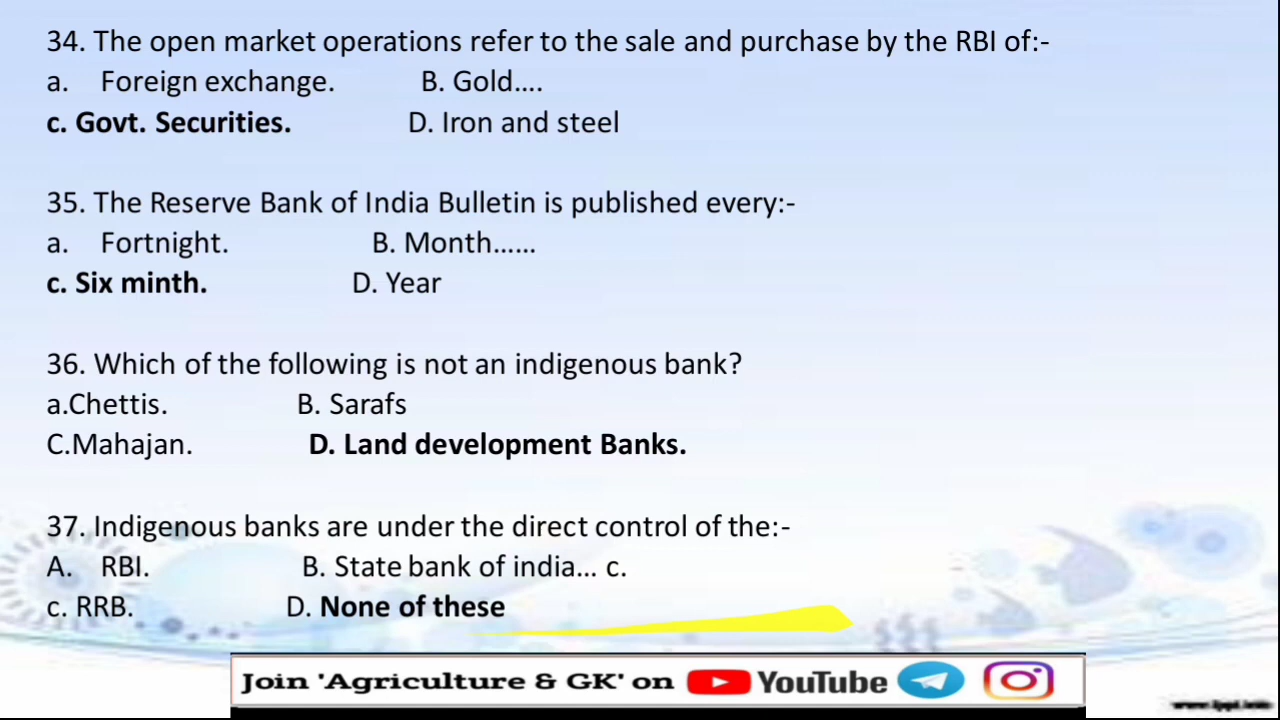 34. The open market operations refer to the sale and purchase by the RBI of:-
a. Foreign exchange. B. Gold....
c. Govt. Securities. D. Iron and steel
35. The Reserve Bank of India Bulletin is published every:-
a. Fortnight. B. Month......
c. Six minth. D. Year
36. Which of the following is not an indigenous bank?
a.Chettis. B. Sarafs
C.Mahajan. D. Land development Banks.
37. Indigenous banks are under the direct control of the:-
A. RBI. B. State bank of india... c.
c. RRB. D. None of these
Join 'Agriculture & GK' on YouTube